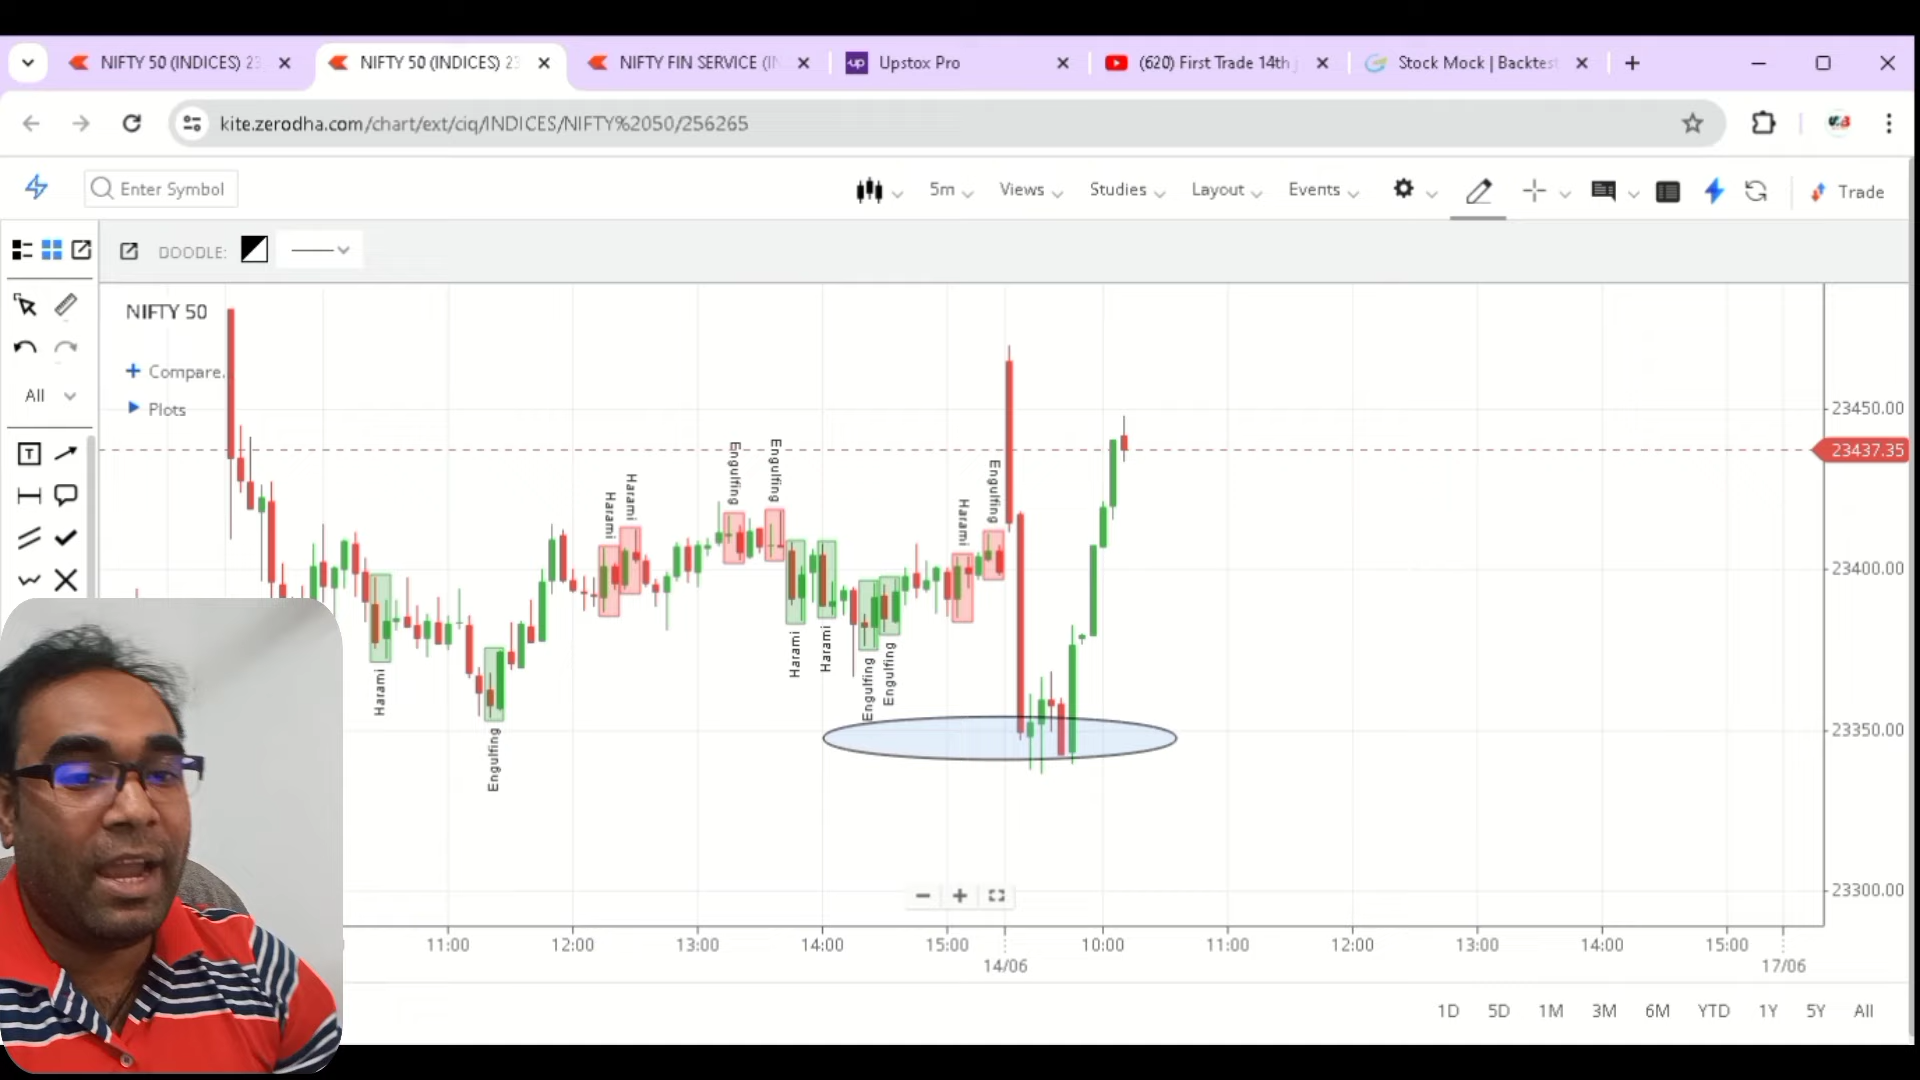 NIFTY 50 (INDICES) 23
NIFTY 50 (INDICES) 23
NIFTY FIN SERVICE (IN
up
Upstox Pro
(620) First Trade 14th j
Stock Mock | Backtest
kite.zerodha.com/chart/ext/ciq/INDICES/NIFTY%2050/256265
Enter Symbol
5m
Views
Studies
Layout
Events
Trade
DOODLE:
NIFTY 50
Compare.
Plots
All
T
Harami
Engulfing
Harami
Harami
Engulfing
Engulfing
Harami
Harami
Engulfing
Engulfing
Harami
Engulfing
23450.00
23437.35
23400.00
23350.00
23300.00
11:00
12:00
13:00
14:00
15:00
10:00
11:00
12:00
13:00
14:00
15:00
14/06
17/06
1D
5D
1M
3M
6M
YTD
1Y
5Y
All